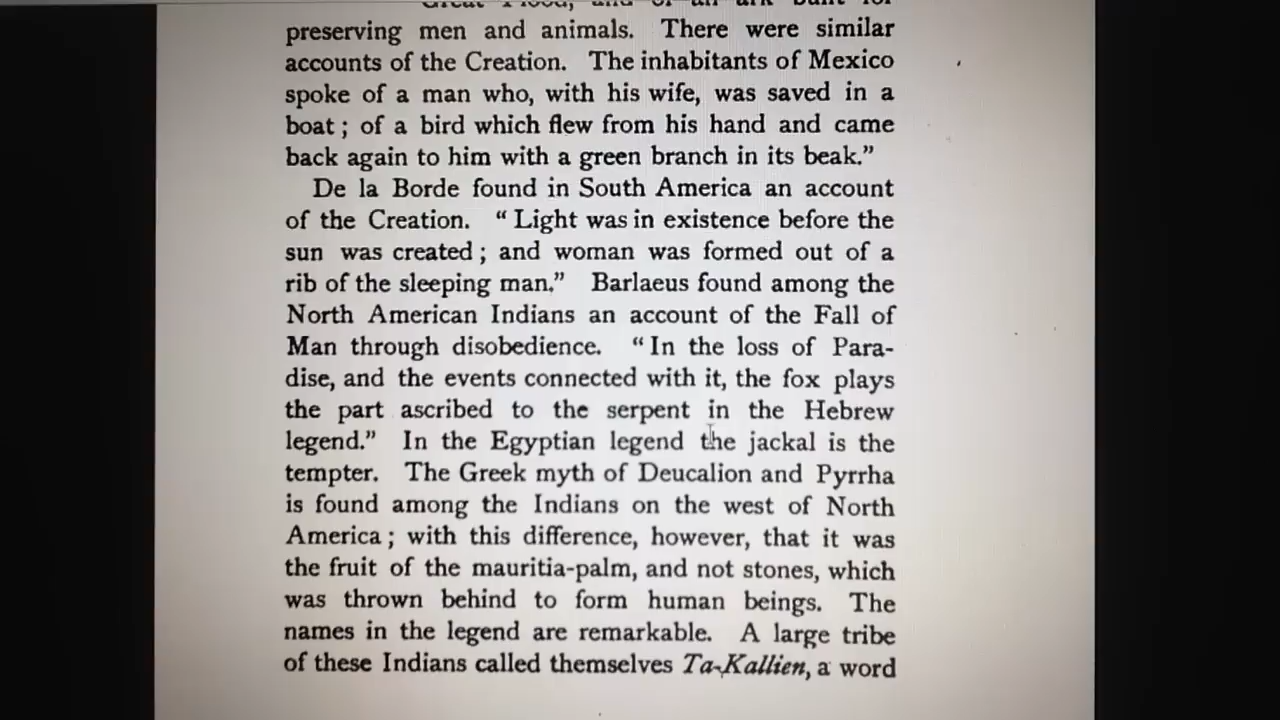 Great Flood, and of an ark built for
preserving men and animals. There were similar
accounts of the Creation. The inhabitants of Mexico
spoke of a man who, with his wife, was saved in a
boat; of a bird which flew from his hand and came
back again to him with a green branch in its beak.”
De la Borde found in South America an account
of the Creation. “Light was in existence before the
sun was created; and woman was formed out of a
rib of the sleeping man.” Barlaeus found among the
North American Indians an account of the Fall of
Man through disobedience. “In the loss of Para-
dise, and the events connected with it, the fox plays
the part ascribed to the serpent in the Hebrew
legend.” In the Egyptian legend the jackal is the
tempter. The Greek myth of Deucalion and Pyrrha
is found among the Indians on the west of North
America; with this difference, however, that it was
the fruit of the mauritia-palm, and not stones, which
was thrown behind to form human beings. The
names in the legend are remarkable. A large tribe
of these Indians called themselves Ta-Kallien, a word